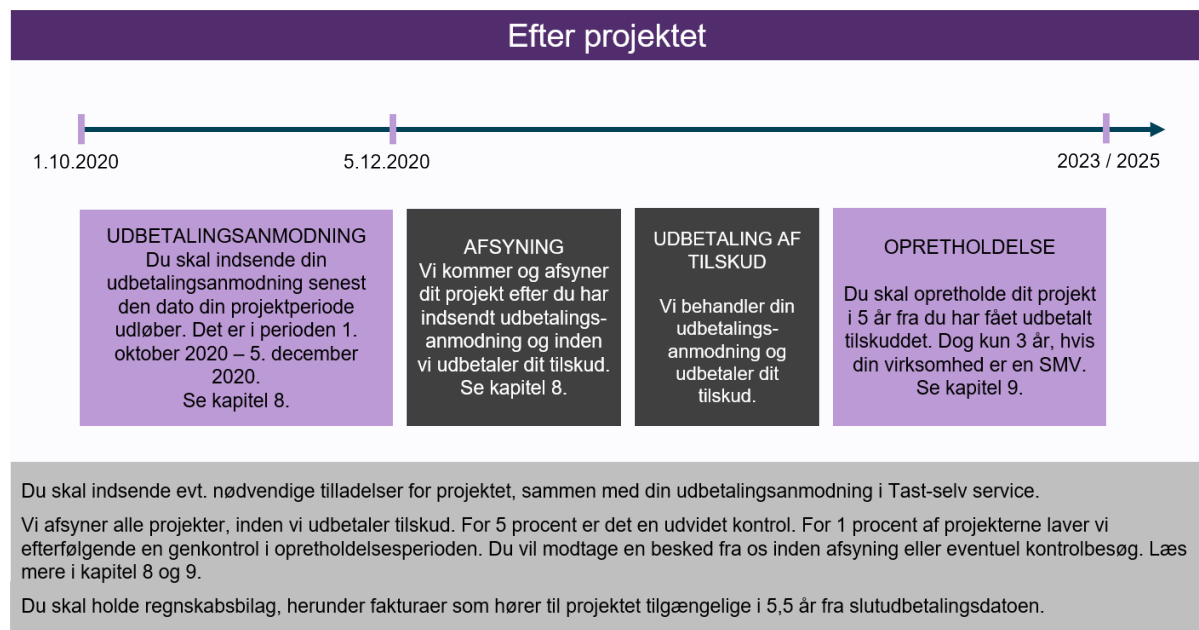 Efter projektet
1.10.2020
5.12.2020
2023 / 2025
UDBETALINGSANMODNING
Du skal indsende din
udbetalingsanmodning senest
den dato din projektperiode
udløber. Det er i perioden 1.
oktober 2020 – 5. december
2020.
Se kapitel 8.
AFSYNING
Vi kommer og afsyner
dit projekt efter du har
indsendt udbetalings-
anmodning og inden
vi udbetaler dit tilskud.
Se kapitel 8.
UDBETALING AF
TILSKUD
Vi behandler din
udbetalings-
anmodning og
udbetaler dit
tilskud.
OPRETHOLDELSE
Du skal opretholde dit projekt
i 5 år fra du har fået udbetalt
tilskuddet. Dog kun 3 år, hvis
din virksomhed er en SMV.
Se kapitel 9.
Du skal indsende evt. nødvendige tilladelser for projektet, sammen med din udbetalingsanmodning i Tast-selv service.
Vi afsyner alle projekter, inden vi udbetaler tilskud. For 5 procent er det en udvidet kontrol. For 1 procent af projekterne laver vi
efterfølgende en genkontrol i opretholdelsesperioden. Du vil modtage en besked fra os inden afsyning eller eventuel kontrolbesøg. Læs
mere i kapitel 8 og 9.
Du skal holde regnskabsbilag, herunder fakturaer som hører til projektet tilgængelige i 5,5 år fra slutudbetalingsdatoen.